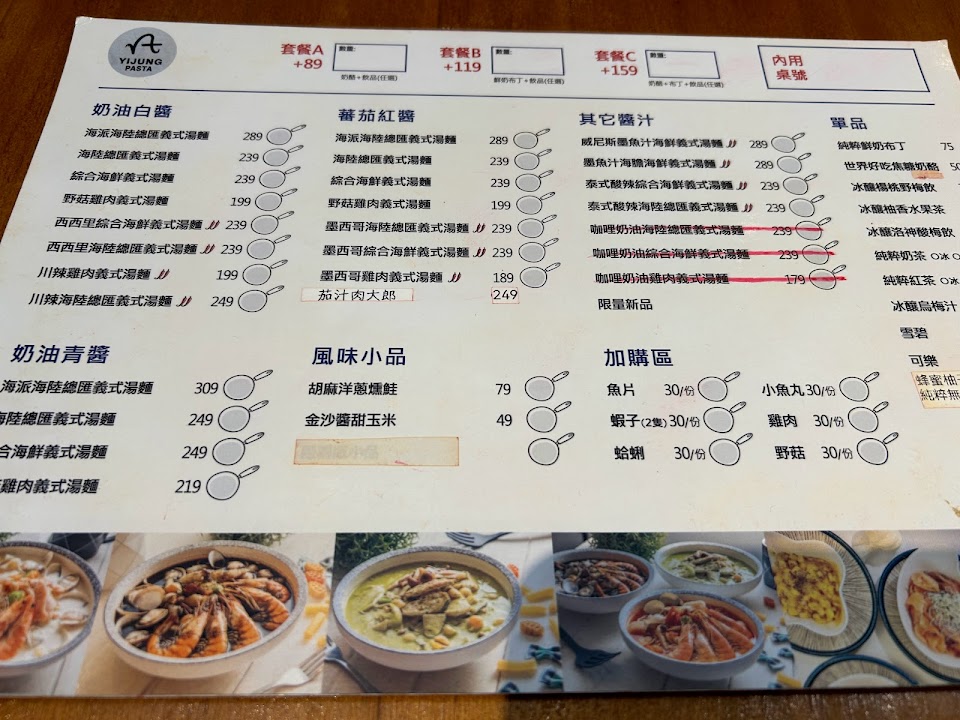 YIJUNG
PASTA
套餐A
+89
數量:
奶酪+飲品(任選)
套餐B
+119
數量:
鮮奶布丁+飲品(任選)
套餐C
+159
數量:
奶酪+布丁+飲品(任選)
內用
桌號
奶油白醬
海派海陸總匯義式湯麵 289
海陸總匯義式湯麵 239
綜合海鮮義式湯麵 239
野菇雞肉義式湯麵 199
西西里綜合海鮮義式湯麵 239
西西里海陸總匯義式湯麵 239
川辣雞肉義式湯麵 199
川辣海陸總匯義式湯麵 249
蕃茄紅醬
海派海陸總匯義式湯麵 289
海陸總匯義式湯麵 239
綜合海鮮義式湯麵 239
野菇雞肉義式湯麵 199
墨西哥海陸總匯義式湯麵 239
墨西哥綜合海鮮義式湯麵 239
墨西哥雞肉義式湯麵 189
茄汁肉大郎 249
其它醬汁
威尼斯墨魚汁海鮮義式湯麵 289
墨魚汁海膽海鮮義式湯麵 289
泰式酸辣綜合海鮮義式湯麵 239
泰式酸辣海陸總匯義式湯麵 239
咖哩奶油海陸總匯義式湯麵 239
咖哩奶油綜合海鮮義式湯麵 239
咖哩奶油雞肉義式湯麵 179
限量新品
單品
純粹鮮奶布丁 75
世界好吃焦糖奶酪 50
冰釀楊桃野梅飲
冰釀柚香水果茶
冰釀洛神酸梅飲
純粹奶茶 O冰
純粹紅茶 O冰
冰釀烏梅汁
雪碧
可樂
蜂蜜柚子
純粹無
奶油青醬
海派海陸總匯義式湯麵 309
海陸總匯義式湯麵 249
合海鮮義式湯麵 249
雞肉義式湯麵 219
風味小品
胡麻洋蔥燻鮭 79
金沙醬甜玉米 49
加購區
魚片 30/份
蝦子(2隻) 30/份
蛤蜊 30/份
小魚丸 30/份
雞肉 30/份
野菇 30/份